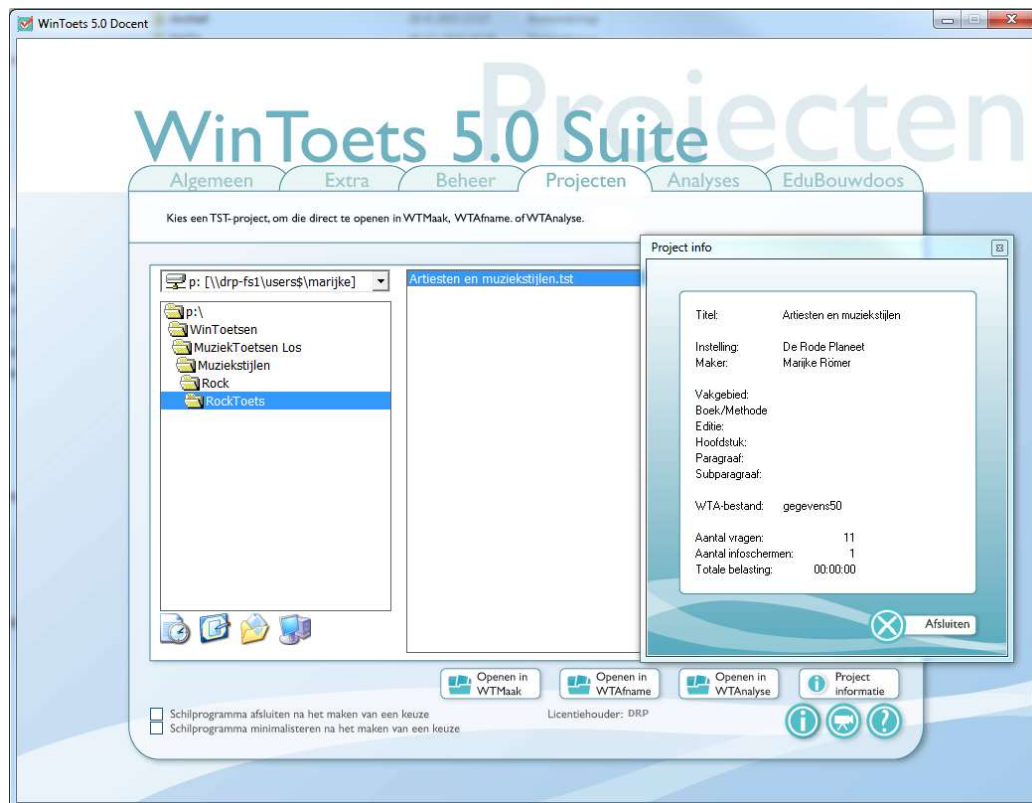 WinToets 5.0 Docent
Projecten
WinToets 5.0 Suite
Algemeen
Extra
Beheer
Projecten
Analyses
EduBouwdoos
Kies een TST-project, om die direct te openen in WTMaak, WTAfname. of WTAnalyse.
p: [\\drp-fs1\users$\marijke]
p:\
WinToetsen
MuziekToetsen Los
Muziekstijlen
Rock
RockToets
Artiesten en muziekstijlen.tst
Project info
Titel: Artiesten en muziekstijlen
Instelling: De Rode Planeet
Maker: Marijke Römer
Vakgebied:
Boek/Methode
Editie:
Hoofdstuk:
Paragraaf:
Subparagraaf:
WTA-bestand: gegevens50
Aantal vragen: 11
Aantal infoschermen: 1
Totale belasting: 00:00:00
Afsluiten
Openen in
WTMaak
Openen in
WTAfname
Openen in
WTAnalyse
Project
informatie
Schilprogramma afsluiten na het maken van een keuze
Schilprogramma minimalisteren na het maken van een keuze
Licentiehouder: DRP